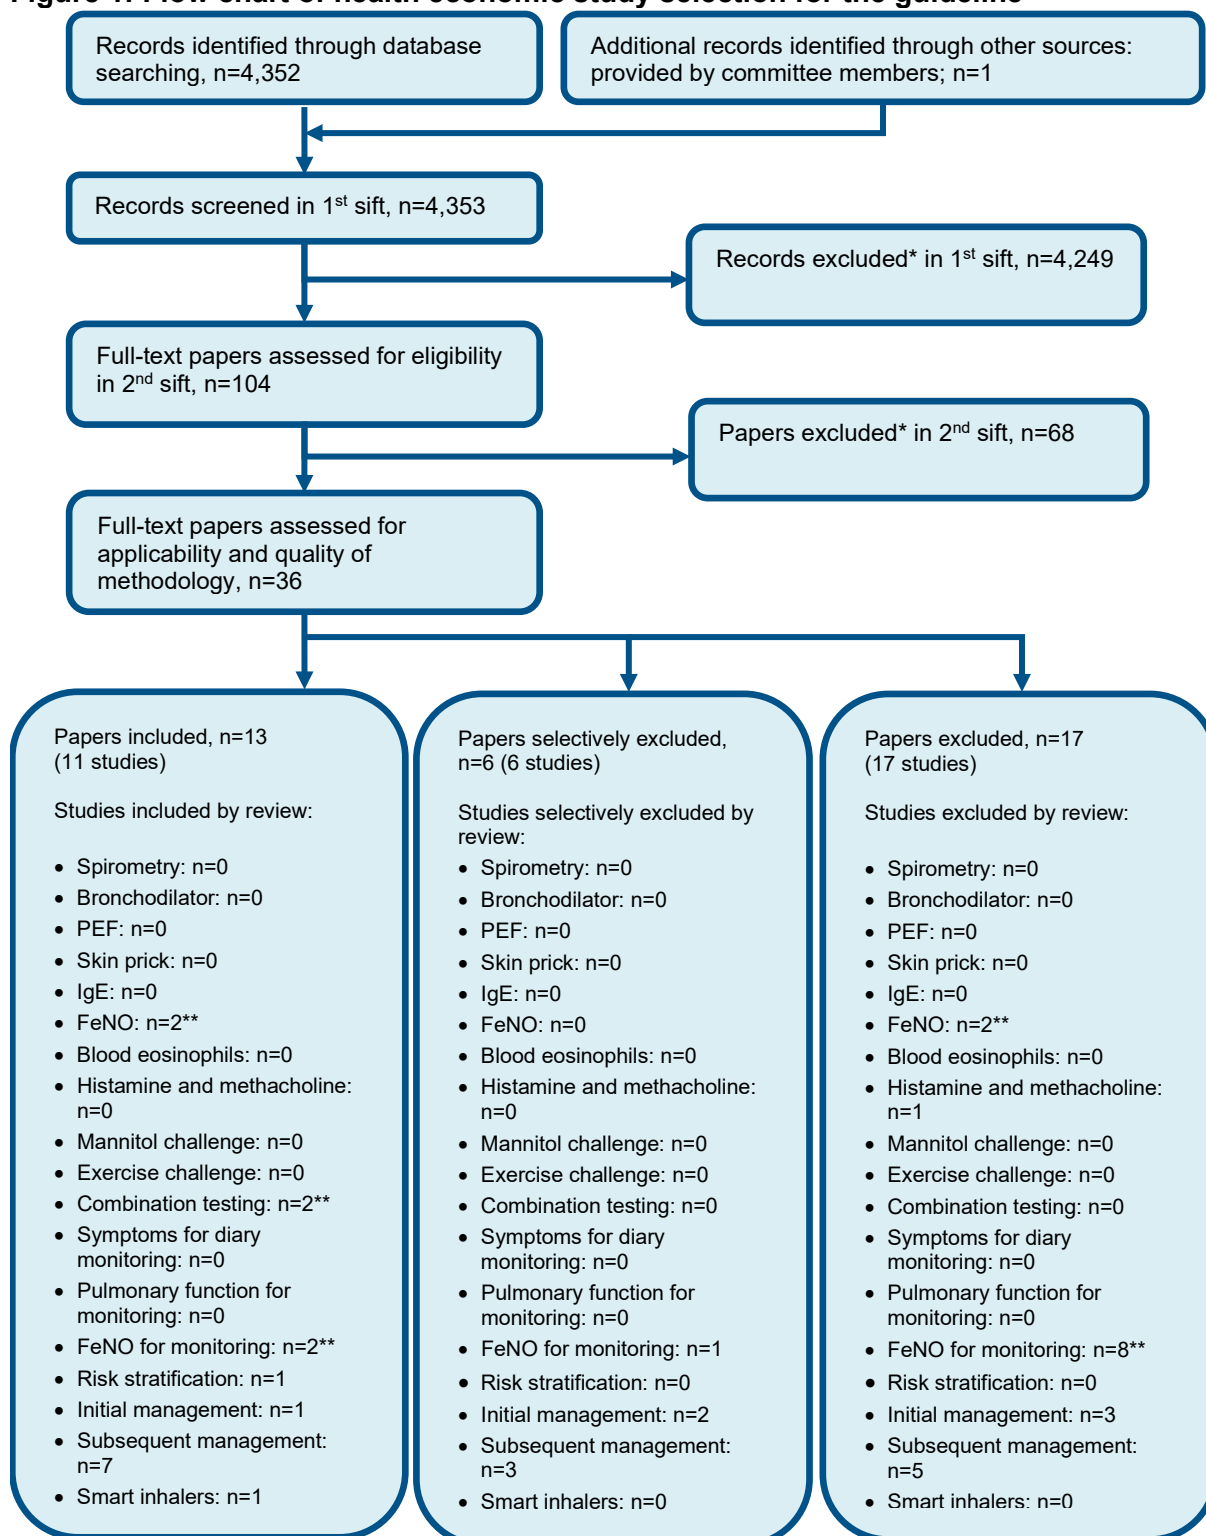 Figure 1: Flow chart of health economic study selection for the guideline
Records identified through database
searching, n=4,352
Additional records identified through other sources:
provided by committee members; n=1
Records screened in 1st sift, n=4,353
Records excluded* in 1st sift, n=4,249
Full-text papers assessed for eligibility
in 2nd sift, n=104
Papers excluded* in 2nd sift, n=68
Full-text papers assessed for
applicability and quality of
methodology, n=36
Papers included, n=13
(11 studies)
Studies included by review:
• Spirometry: n=0
• Bronchodilator: n=0
• PEF: n=0
• Skin prick: n=0
• IgE: n=0
• FeNO: n=2**
• Blood eosinophils: n=0
• Histamine and methacholine:
n=0
• Mannitol challenge: n=0
• Exercise challenge: n=0
• Combination testing: n=2**
• Symptoms for diary
monitoring: n=0
• Pulmonary function for
monitoring: n=0
• FeNO for monitoring: n=2**
• Risk stratification: n=1
• Initial management: n=1
• Subsequent management:
n=7
• Smart inhalers: n=1
Papers selectively excluded,
n=6 (6 studies)
Studies selectively excluded by
review:
• Spirometry: n=0
• Bronchodilator: n=0
• PEF: n=0
• Skin prick: n=0
• IgE: n=0
• FeNO: n=0
• Blood eosinophils: n=0
• Histamine and methacholine:
n=0
• Mannitol challenge: n=0
• Exercise challenge: n=0
• Combination testing: n=0
• Symptoms for diary
monitoring: n=0
• Pulmonary function for
monitoring: n=0
• FeNO for monitoring: n=1
• Risk stratification: n=0
• Initial management: n=2
• Subsequent management:
n=3
• Smart inhalers: n=0
Papers excluded, n=17
(17 studies)
Studies excluded by review:
• Spirometry: n=0
• Bronchodilator: n=0
• PEF: n=0
• Skin prick: n=0
• IgE: n=0
• FeNO: n=2**
• Blood eosinophils: n=0
• Histamine and methacholine:
n=1
• Mannitol challenge: n=0
• Exercise challenge: n=0
• Combination testing: n=0
• Symptoms for diary
monitoring: n=0
• Pulmonary function for
monitoring: n=0
• FeNO for monitoring: n=8**
• Risk stratification: n=0
• Initial management: n=3
• Subsequent management:
n=5
• Smart inhalers: n=0